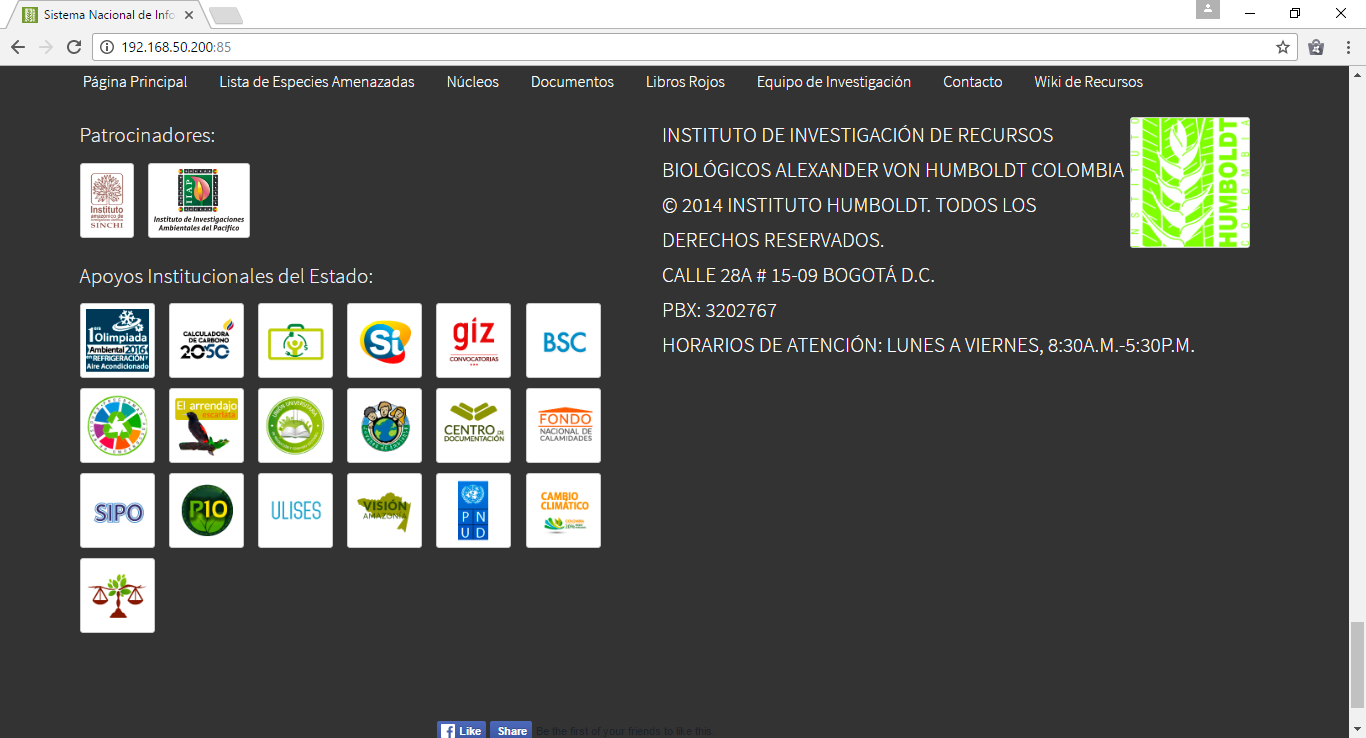 Sistema Nacional de Info
192.168.50.200:85
Página Principal Lista de Especies Amenazadas Núcleos Documentos Libros Rojos Equipo de Investigación Contacto Wiki de Recursos
Patrocinadores:
Instituto
amazónico de
SINCHI
IIAP
Instituto de Investigaciones
Ambientales del Pacífico
INSTITUTO DE INVESTIGACIÓN DE RECURSOS
BIOLÓGICOS ALEXANDER VON HUMBOLDT COLOMBIA
© 2014 INSTITUTO HUMBOLDT. TODOS LOS
DERECHOS RESERVADOS.
CALLE 28A # 15-09 BOGOTÁ D.C.
PBX: 3202767
HORARIOS DE ATENCIÓN: LUNES A VIERNES, 8:30A.M.-5:30P.M.
INSTITUTO
HUMBOLDT
COLOMBIA
Apoyos Institucionales del Estado:
1era Olimpiada
Ambiental 2016
en REFRIGERACIÓN
Aire Acondicionado
CALCULADORA
DE CARBONO
2050
Si
giz
CONVOCATORIAS
BSC
El arrendajo
escarlata
CENTRO DE
DOCUMENTACIÓN
FONDO
NACIONAL DE
CALAMIDADES
SIPO
P10
ULISES
VISIÓN
AMAZONÍA
P N
U D
CAMBIO
CLIMÁTICO
Like Share Be the first of your friends to like this.